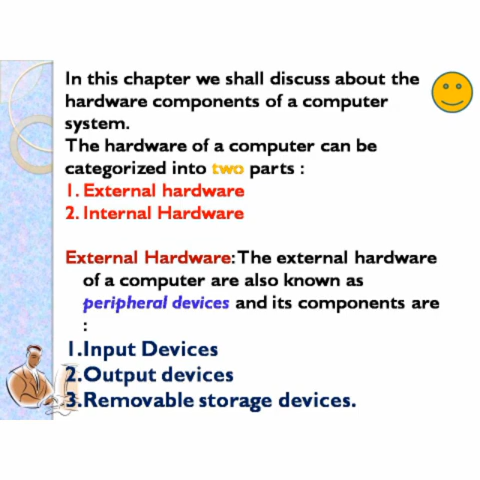 In this chapter we shall discuss about the
hardware components of a computer
system.
The hardware of a computer can be
categorized into two parts :
1. External hardware
2. Internal Hardware
External Hardware:The external hardware
of a computer are also known as
peripheral devices and its components are
:
1.Input Devices
2.Output devices
3.Removable storage devices.